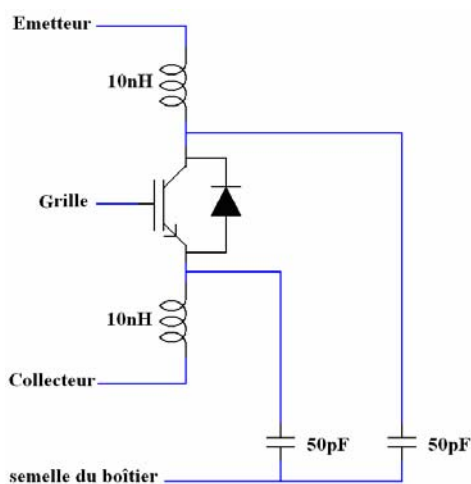 Emetteur
10nH
Grille
10nH
Collecteur
50pF
50pF
semelle du boîtier